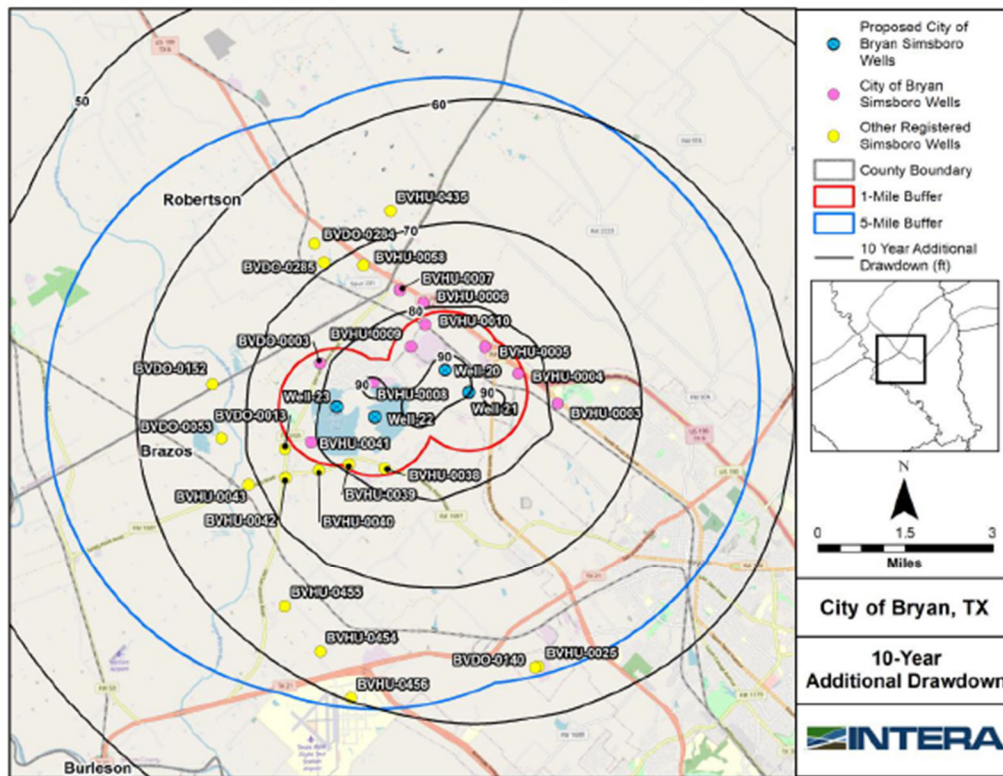 50
60
Robertson
BVHU-0435
BVDO-0284
70
BVDO-0285
BVHU-0058
BVHU-0007
BVHU-0006
80
BVHU-0010
BVHU-0009
BVDO-0003
BVHU-0005
90
Well-20
BVHU-0004
BVDO-0152
90
BVHU-0008
90
Well-23
Well-21
BVHU-0003
BVDO-0013
Well-22
BVDO-0053
Brazos
BVHU-0041
BVHU-0038
BVHU-0043
BVHU-0039
BVHU-0042
BVHU-0040
BVHU-0455
BVHU-0454
BVDO-0140
BVHU-0025
BVHU-0456
Burleson
Proposed City of
Bryan Simsboro
Wells
City of Bryan
Simsboro Wells
Other Registered
Simsboro Wells
County Boundary
1-Mile Buffer
5-Mile Buffer
10 Year Additional
Drawdown (ft)
N
0 1.5 3
Miles
City of Bryan, TX
10-Year
Additional Drawdown
INTERA